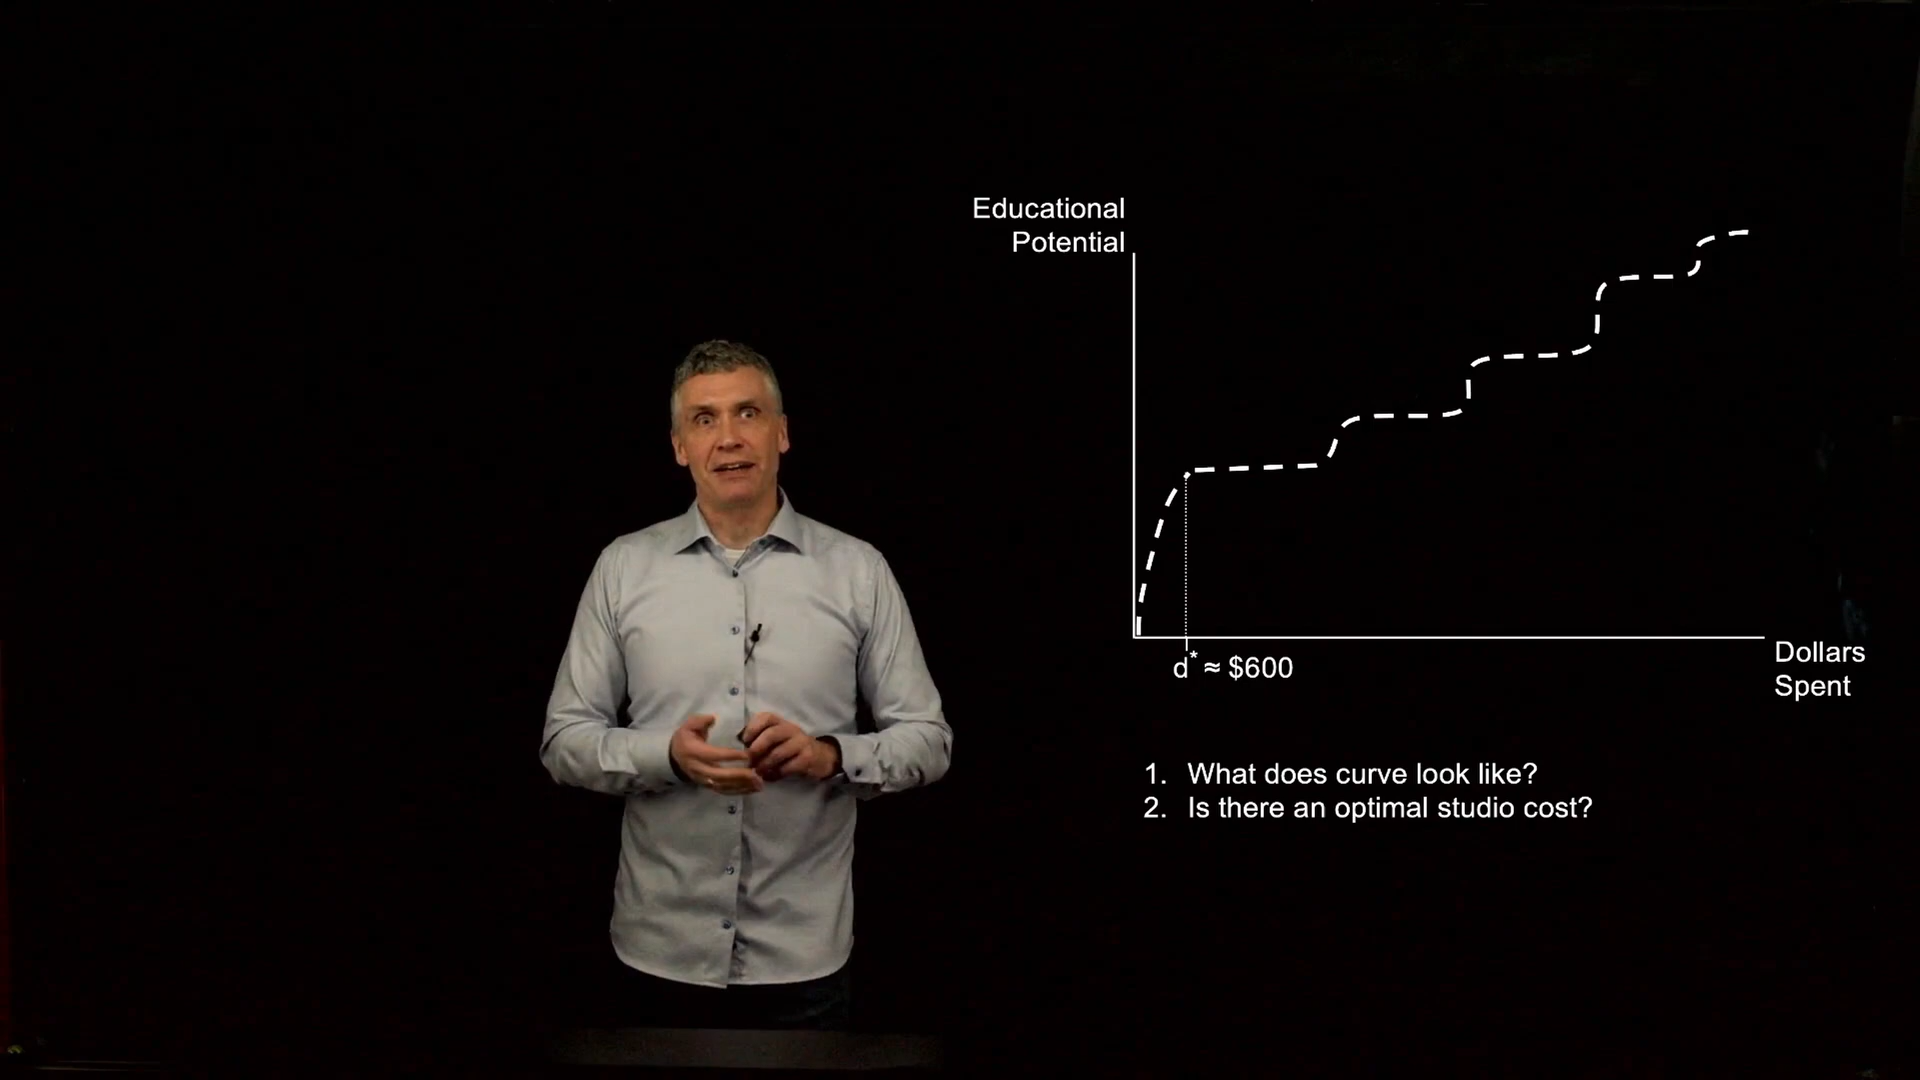 Educational
Potential
Dollars
Spent
d* ≈ $600
1. What does curve look like?
2. Is there an optimal studio cost?